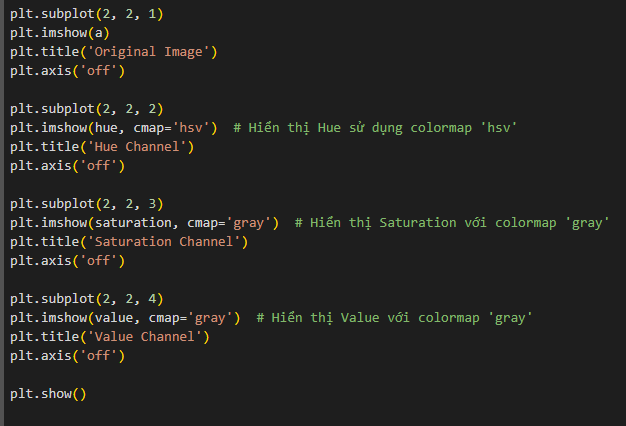 plt.subplot(2, 2, 1)
plt.imshow(a)
plt.title('Original Image')
plt.axis('off')
plt.subplot(2, 2, 2)
plt.imshow(hue, cmap='hsv')  # Hiển thị Hue sử dụng colormap 'hsv'
plt.title('Hue Channel')
plt.axis('off')
plt.subplot(2, 2, 3)
plt.imshow(saturation, cmap='gray')  # Hiển thị Saturation với colormap 'gray'
plt.title('Saturation Channel')
plt.axis('off')
plt.subplot(2, 2, 4)
plt.imshow(value, cmap='gray')  # Hiển thị Value với colormap 'gray'
plt.title('Value Channel')
plt.axis('off')
plt.show()